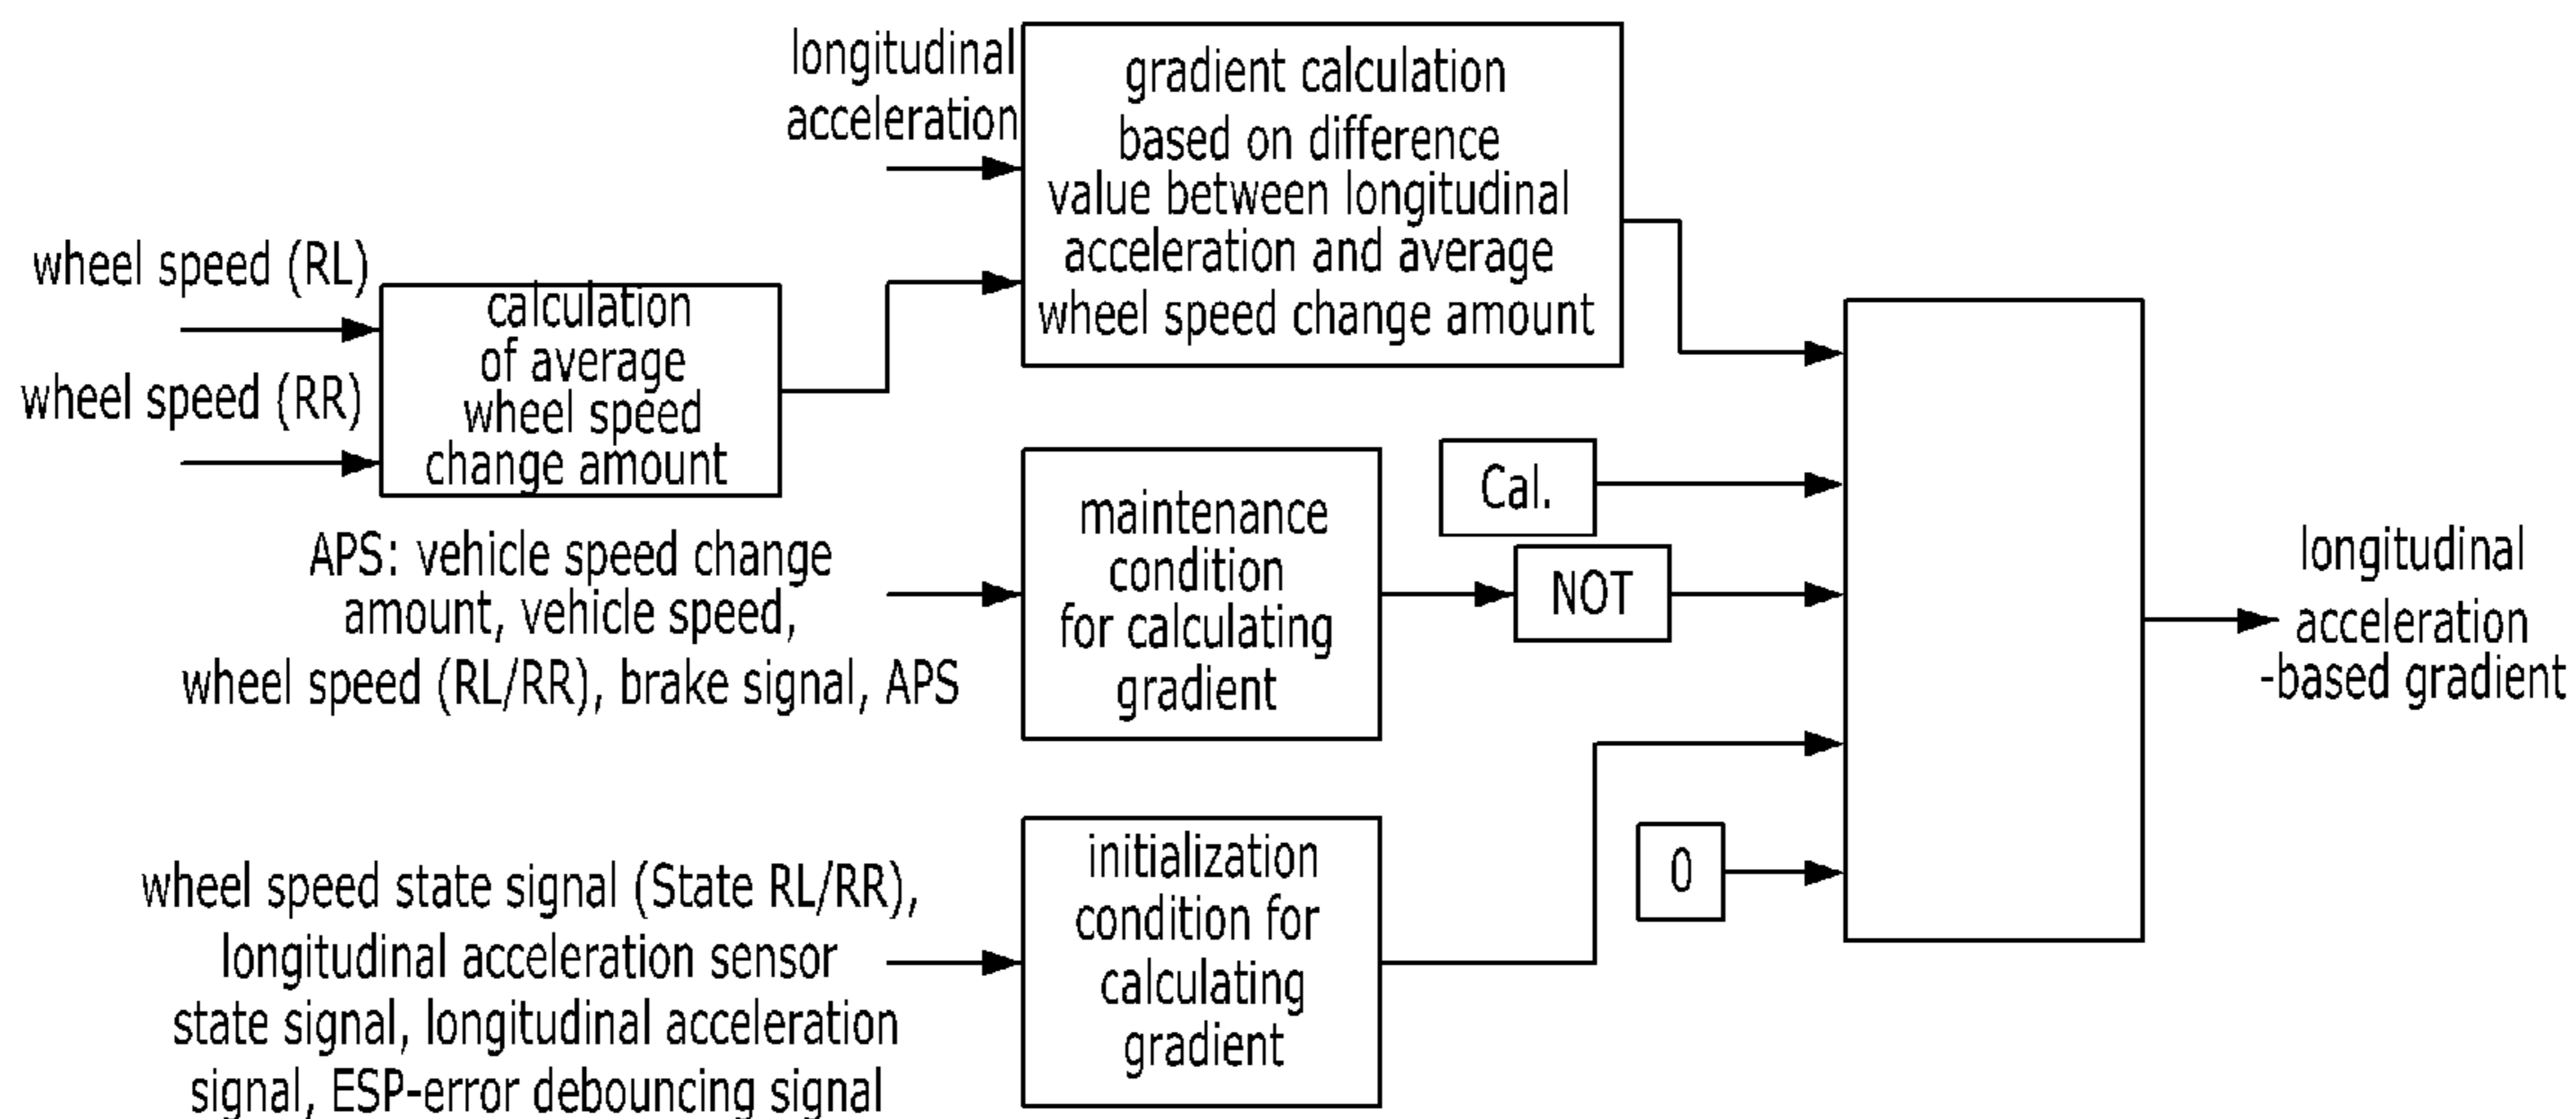 longitudinal
acceleration
gradient calculation
based on difference
value between longitudinal
acceleration and average
wheel speed change amount
wheel speed (RL)
wheel speed (RR)
calculation
of average
wheel speed
change amount
APS: vehicle speed change
amount, vehicle speed,
wheel speed (RL/RR), brake signal, APS
maintenance
condition
for calculating
gradient
Cal.
NOT
wheel speed state signal (State RL/RR),
longitudinal acceleration sensor
state signal, longitudinal acceleration
signal, ESP-error debouncing signal
initialization
condition for
calculating
gradient
0
longitudinal
acceleration
-based gradient